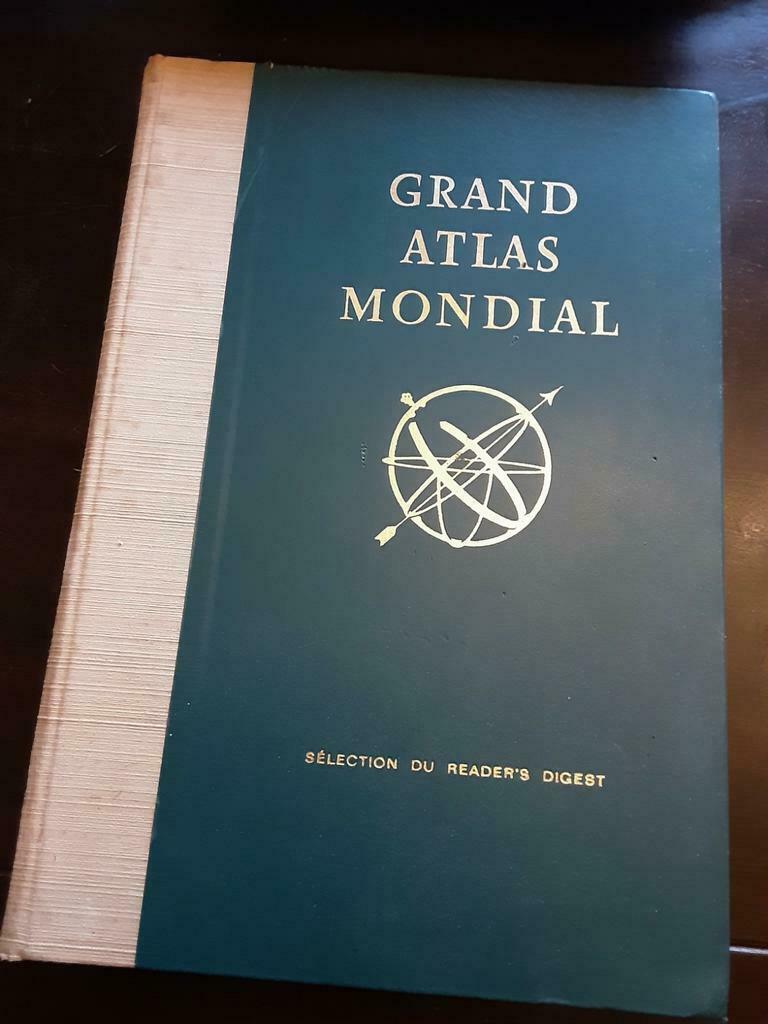 GRAND
ATLAS
MONDIAL
SÉLECTION DU READER'S DIGEST